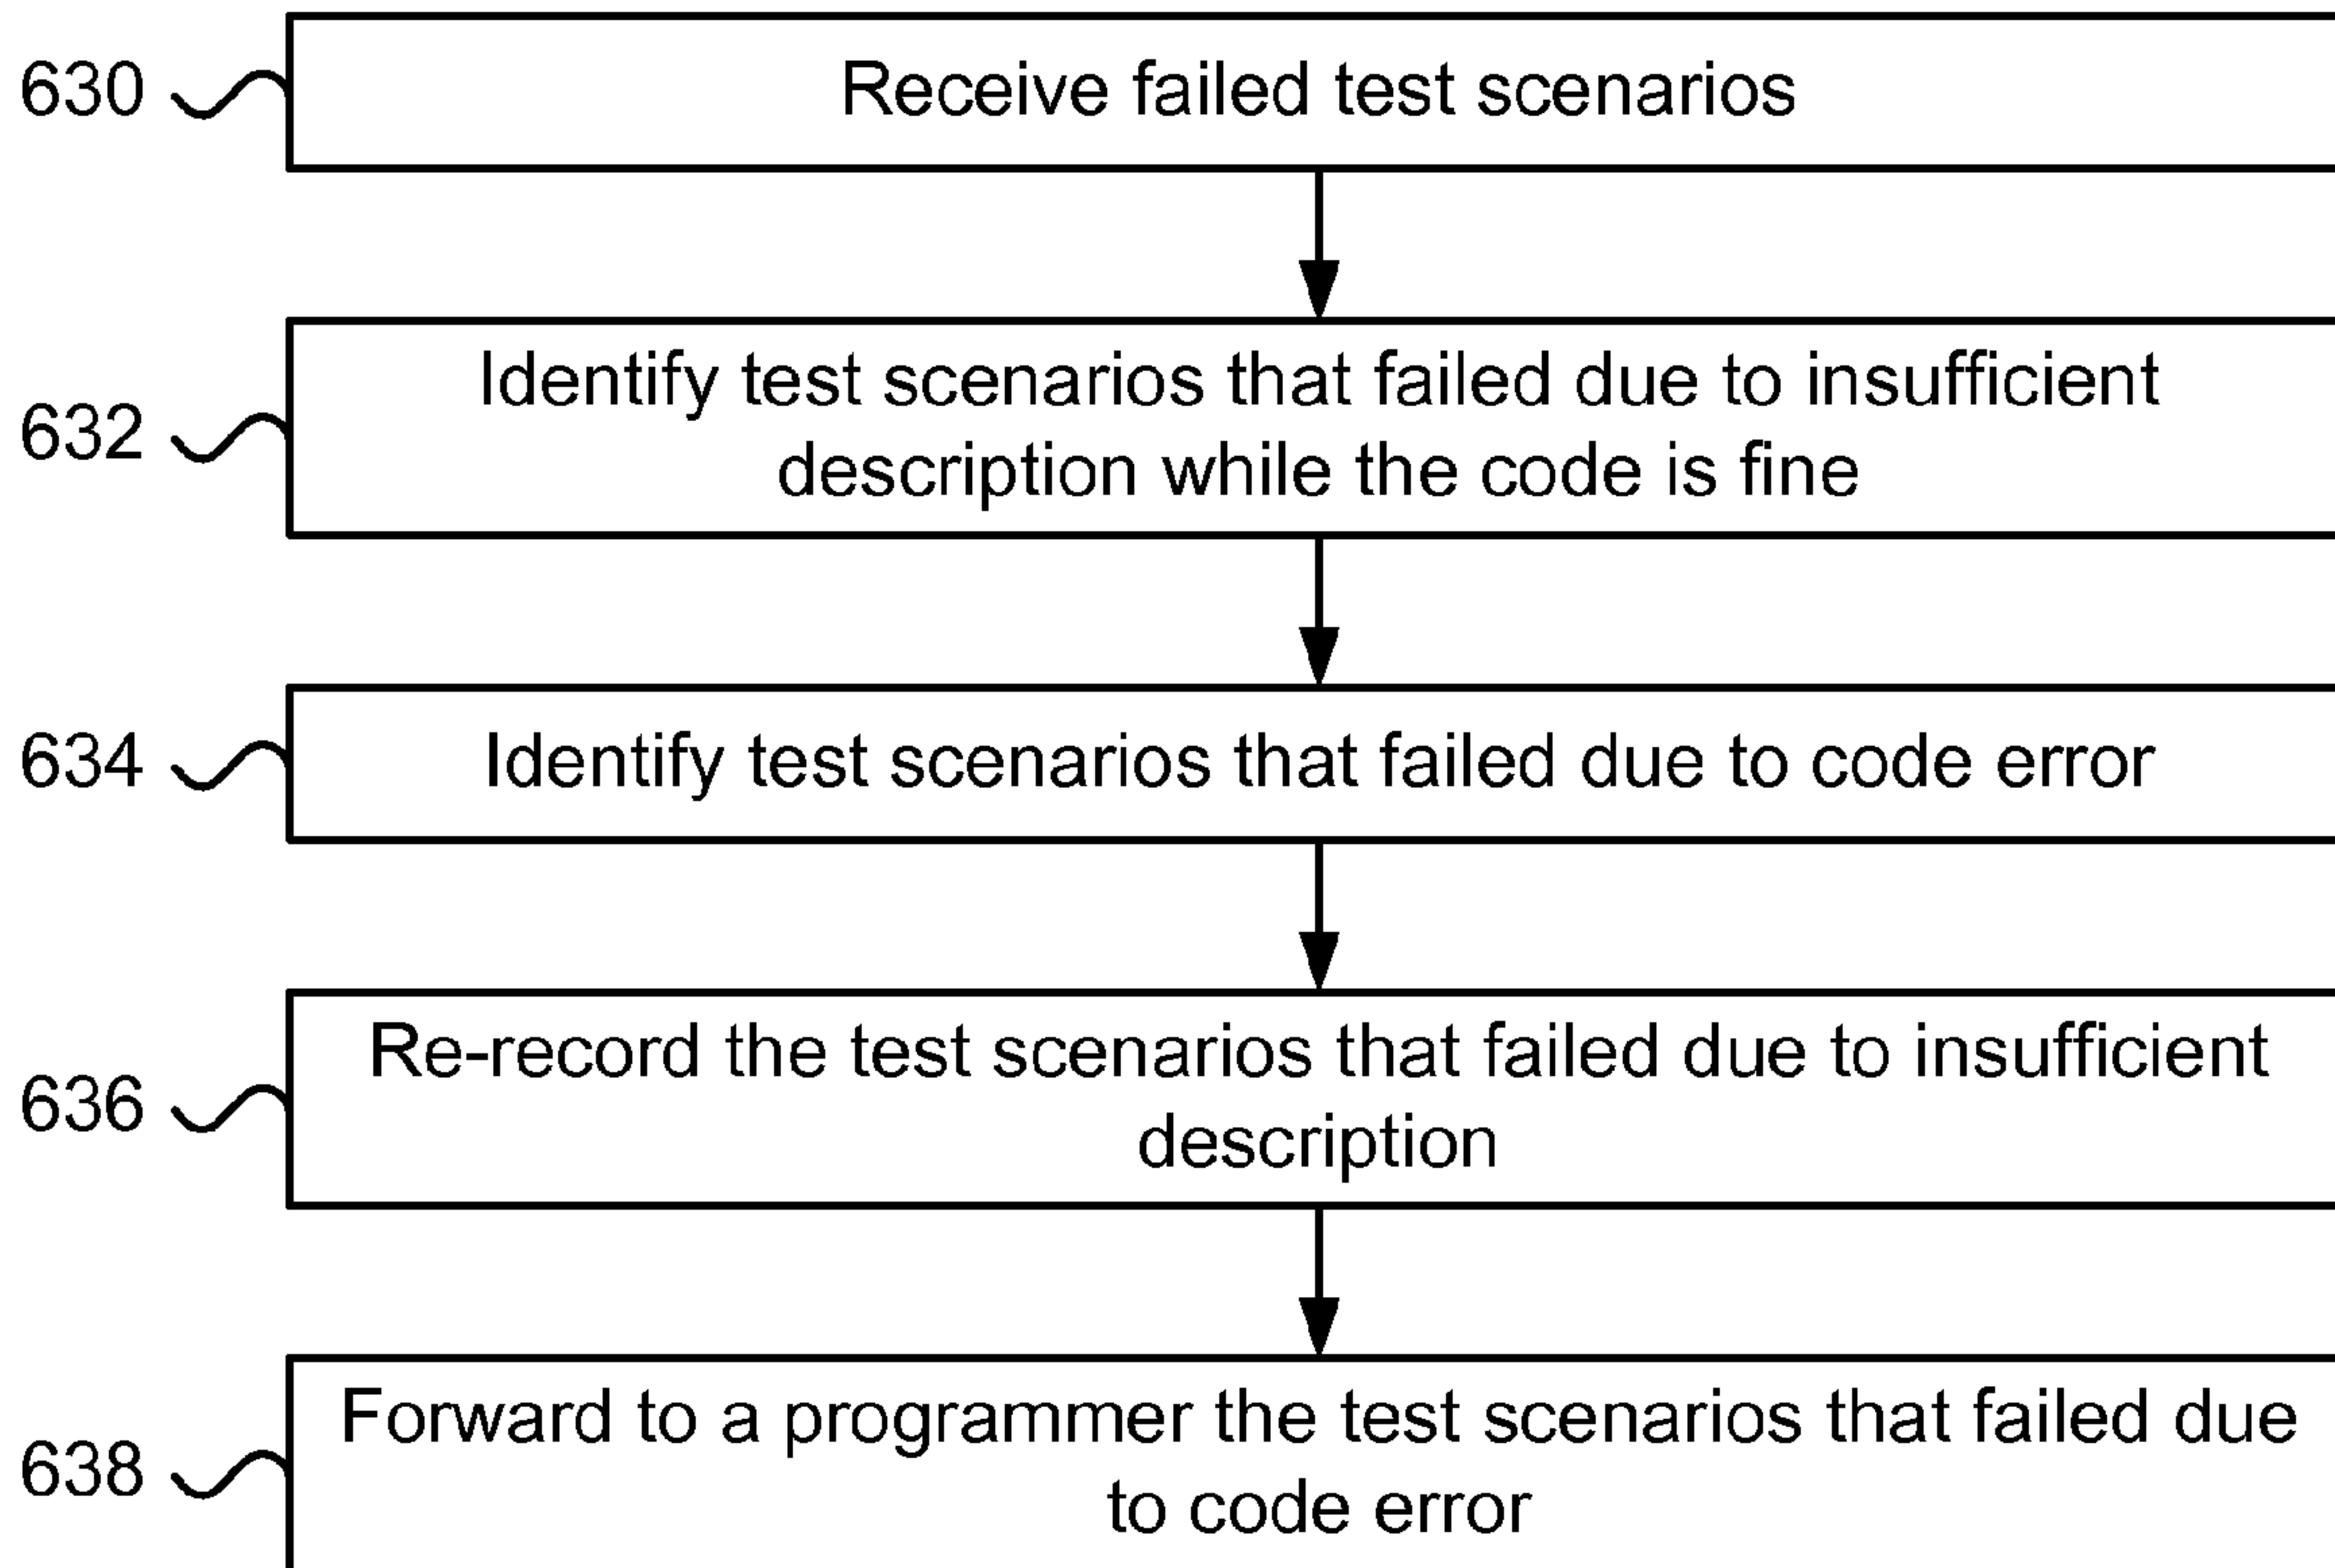 630
Receive failed test scenarios
632
Identify test scenarios that failed due to insufficient
description while the code is fine
634
Identify test scenarios that failed due to code error
636
Re-record the test scenarios that failed due to insufficient
description
638
Forward to a programmer the test scenarios that failed due
to code error